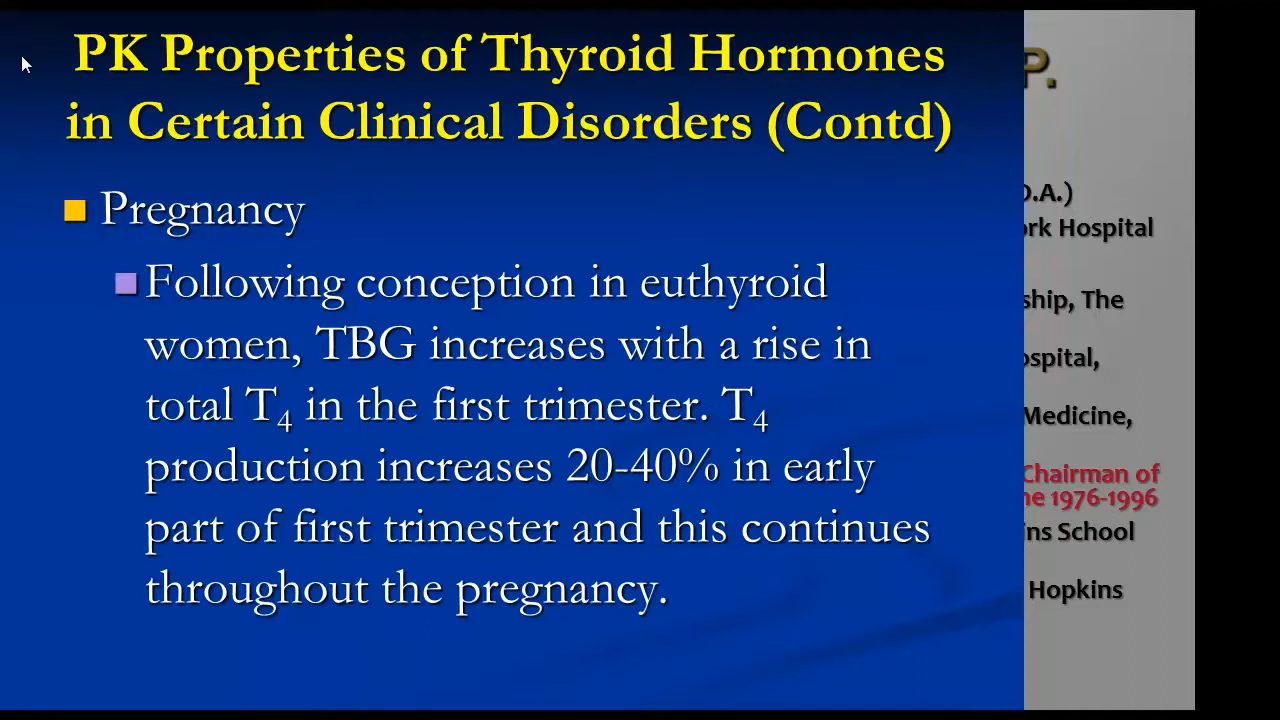 PK Properties of Thyroid Hormones
in Certain Clinical Disorders (Contd)
Pregnancy
Following conception in euthyroid
women, TBG increases with a rise in
total T₄ in the first trimester. T₄
production increases 20-40% in early
part of first trimester and this continues
throughout the pregnancy.
P.
O.A.)
ork Hospital
ship, The
ospital,
Medicine,
Chairman of
ne 1976-1996
ins School
Hopkins